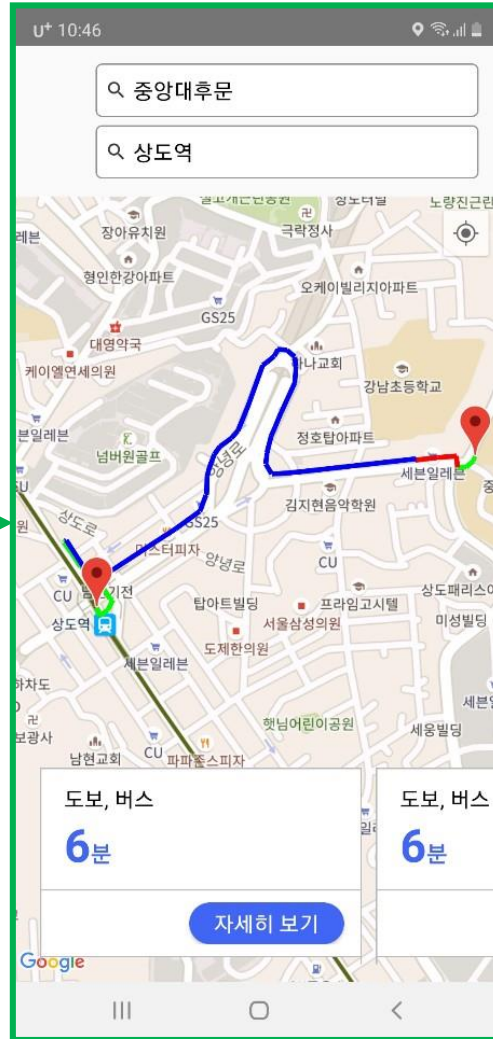 U+ 10:46
중앙대후문
상도역
노량진근린
장아유치원
극락정사
형인한강아파트
오케이빌리지아파트
GS25
대영약국
케이엘연세의원
강남초등학교
넘버원골프
정호탑아파트
양녕로
세븐일레븐
김지현음악학원
GS25
상도로
미스터피자
양녕로
CU
CU
상도패리스
탑아트빌딩
프라임고시텔
상도역
서울삼성의원
미성빌딩
세븐일레븐
도제한의원
하차도
햇님어린이공원
보광사
세웅빌딩
남현교회
CU
파파존스피자
도보, 버스
6분
자세히 보기
도보, 버스
6분
Google